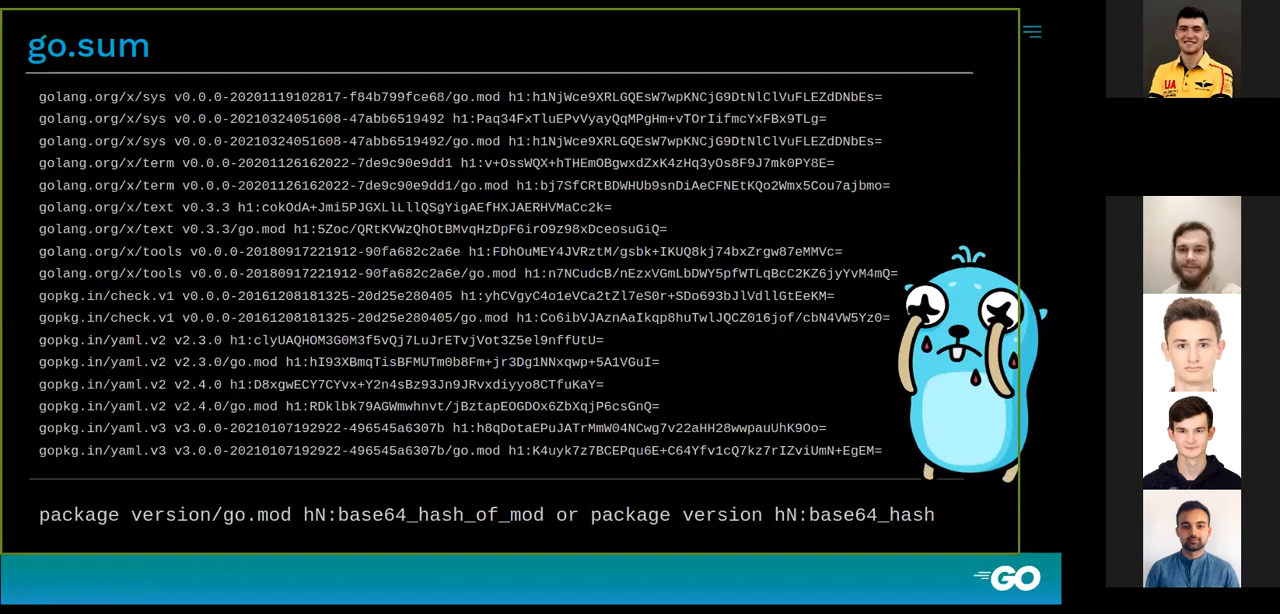 go.sum
golang.org/x/sys v0.0.0-20201119102817-f84b799fce68/go.mod h1:h1NjWce9XRLGQEsW7wpKNCjG9DtNlClVuFLEZdDNbEs=
golang.org/x/sys v0.0.0-20210324051608-47abb6519492 h1:Paq34FxTluEPvVyayQqMPgHm+vTOrIifmcYxFBx9TLg=
golang.org/x/sys v0.0.0-20210324051608-47abb6519492/go.mod h1:h1NjWce9XRLGQEsW7wpKNCjG9DtNlClVuFLEZdDNbEs=
golang.org/x/term v0.0.0-20201126162022-7de9c90e9dd1 h1:v+OssWQX+hTHEmOBgwxdZxK4zHq3yOs8F9J7mk0PY8E=
golang.org/x/term v0.0.0-20201126162022-7de9c90e9dd1/go.mod h1:bj7SfCRtBDWHUb9snDiAeCFNEtKQo2Wmx5Cou7ajbmo=
golang.org/x/text v0.3.3 h1:cokOdA+Jmi5PJGXLlLllQSgYigAEfHXJAERHVMaCc2k=
golang.org/x/text v0.3.3/go.mod h1:5Zoc/QRtKVWzQhOtBMvqHzDpF6irO9z98xDceosuGiQ=
golang.org/x/tools v0.0.0-20180917221912-90fa682c2a6e h1:FDhOuMEY4JVRztM/gsbk+IKUQ8kj74bxZrgw87eMMVc=
golang.org/x/tools v0.0.0-20180917221912-90fa682c2a6e/go.mod h1:n7NCudcB/nEzxVGmLbDWY5pfWTLqBcC2KZ6jyYvM4mQ=
gopkg.in/check.v1 v0.0.0-20161208181325-20d25e280405 h1:yhCVgyC4o1eVCa2tZl7eS0r+SDo693bJlVdllGtEeKM=
gopkg.in/check.v1 v0.0.0-20161208181325-20d25e280405/go.mod h1:Co6ibVJAznAaIkqp8huTwlJQCZ016jof/cbN4VW5Yz0=
gopkg.in/yaml.v2 v2.3.0 h1:clyUAQHOM3G0M3f5vQj7LuJrETvjVot3Z5el9nffUtU=
gopkg.in/yaml.v2 v2.3.0/go.mod h1:hI93XBmqTisBFMUTm0b8Fm+jr3Dg1NNxqwp+5A1VGuI=
gopkg.in/yaml.v2 v2.4.0 h1:D8xgwECY7CYvx+Y2n4sBz93Jn9JRvxdiyyo8CTfuKaY=
gopkg.in/yaml.v2 v2.4.0/go.mod h1:RDklbk79AGWmwhnvt/jBztapEOGDOx6ZbXqjP6csGnQ=
gopkg.in/yaml.v3 v3.0.0-20210107192922-496545a6307b h1:h8qDotaEPuJATrMmW04NCwg7v22aHH28wwpauUhK9Oo=
gopkg.in/yaml.v3 v3.0.0-20210107192922-496545a6307b/go.mod h1:K4uyk7z7BCEPqu6E+C64Yfv1cQ7kz7rIZviUmN+EgEM=
package version/go.mod hN:base64_hash_of_mod or package version hN:base64_hash
GO
UA